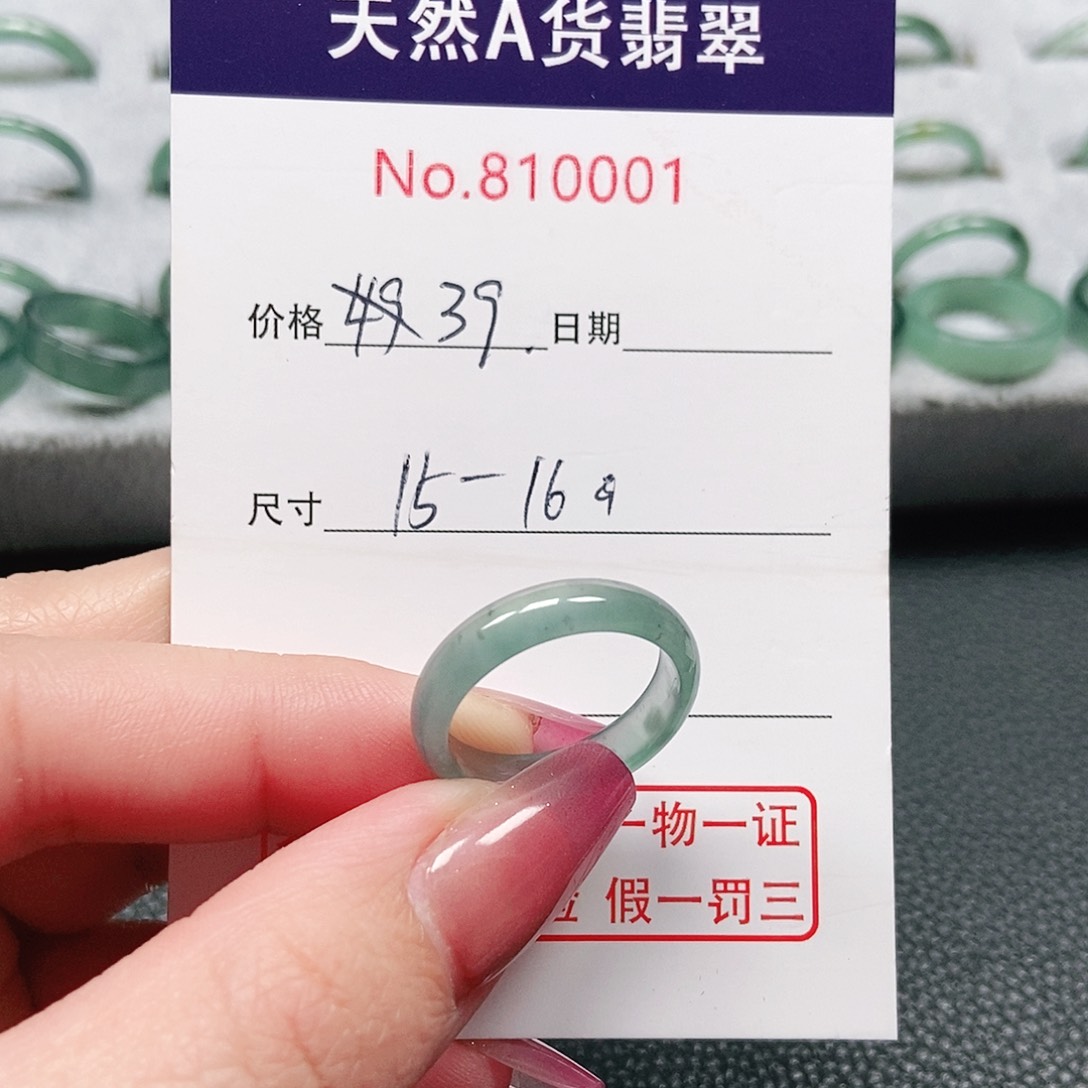 天然A货翡翠
No.810001
价格 49 39. 日期
尺寸 15-16
一物一证
假一罚三